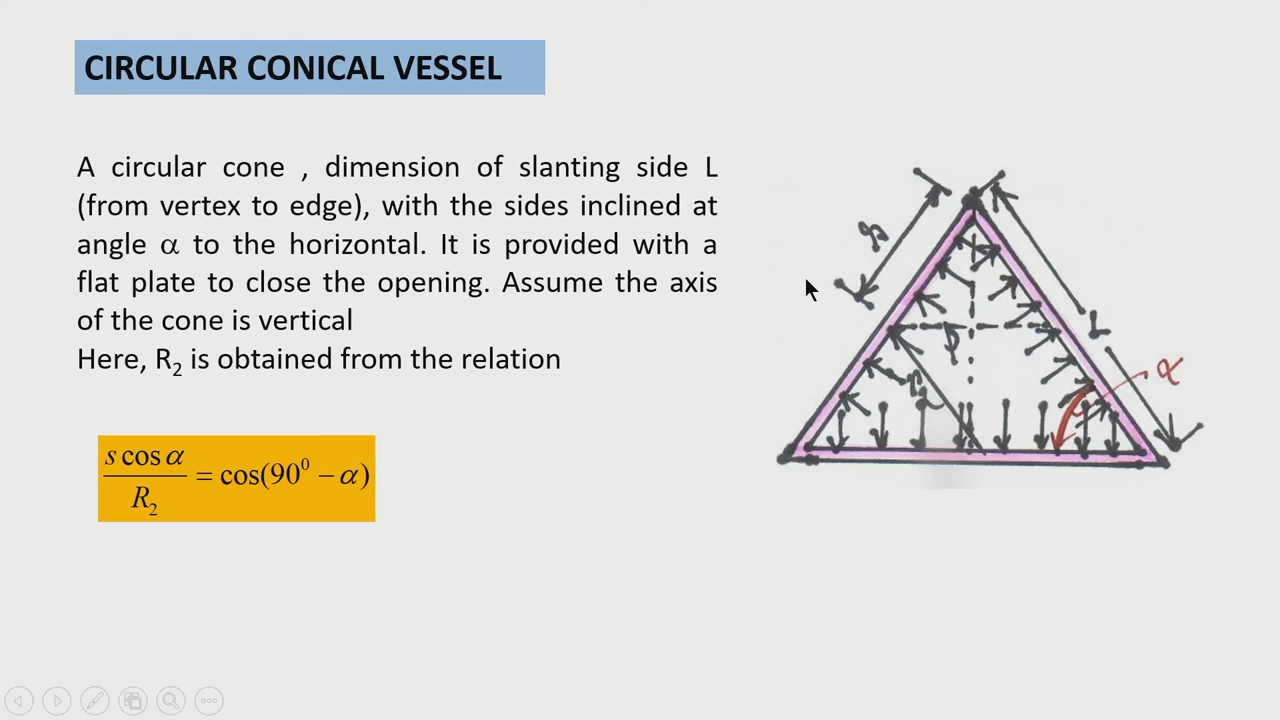 CIRCULAR CONICAL VESSEL
A circular cone , dimension of slanting side L
(from vertex to edge), with the sides inclined at
angle α to the horizontal. It is provided with a
flat plate to close the opening. Assume the axis
of the cone is vertical
Here, R₂ is obtained from the relation
s cos α / R₂ = cos(90⁰ − α)
L
α